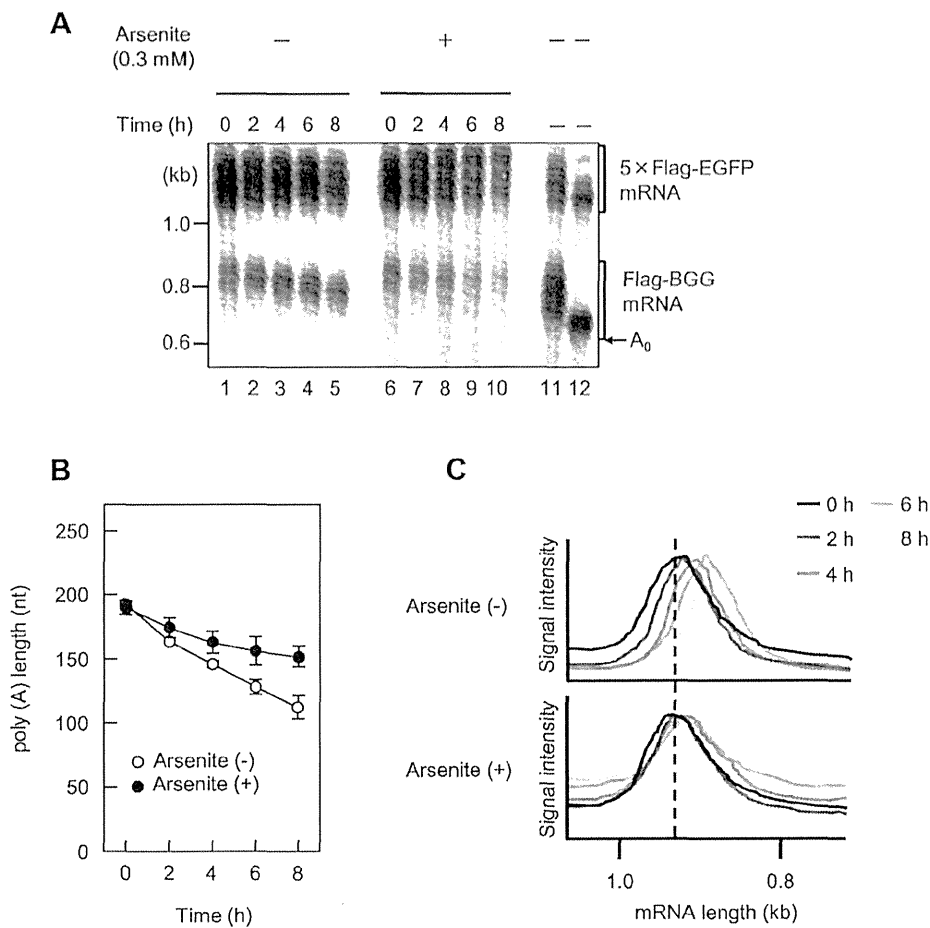 A
Arsenite (0.3 mM) − + − −
Time (h) 0 2 4 6 8 0 2 4 6 8 − −
(kb)
1.0
0.8
0.6
5×Flag-EGFP mRNA
Flag-BGG mRNA
A0
1 2 3 4 5 6 7 8 9 10 11 12
B
poly (A) length (nt)
250
200
150
100
50
0
Arsenite (-)
Arsenite (+)
0 2 4 6 8
Time (h)
C
0 h 6 h
2 h 8 h
4 h
Arsenite (-)
Signal intensity
Arsenite (+)
Signal intensity
1.0 0.8
mRNA length (kb)